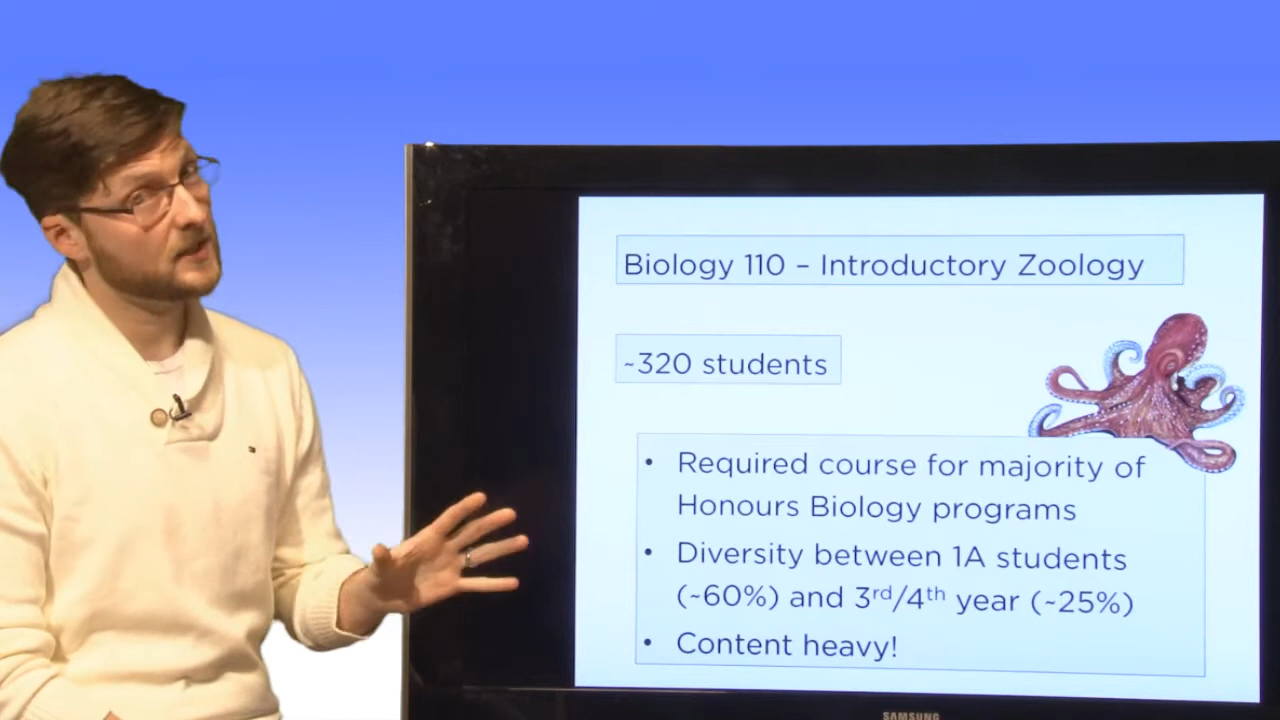 Biology 110 – Introductory Zoology
~320 students
• Required course for majority of
Honours Biology programs
• Diversity between 1A students
(~60%) and 3rd/4th year (~25%)
• Content heavy!
SAMSUNG